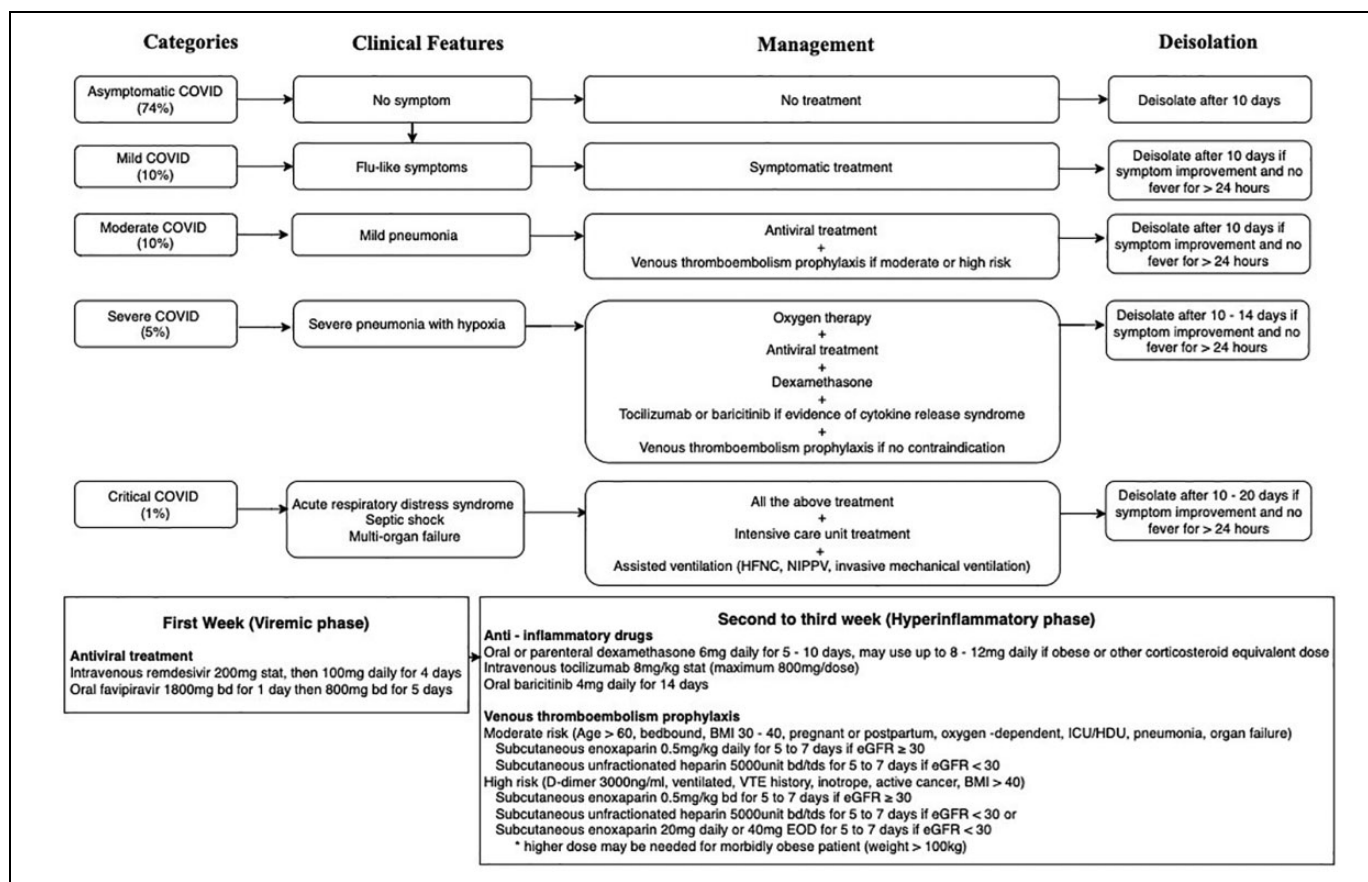 Categories
Clinical Features
Management
Deisolation
Asymptomatic COVID
(74%)
No symptom
No treatment
Deisolate after 10 days
Mild COVID
(10%)
Flu-like symptoms
Symptomatic treatment
Deisolate after 10 days if
symptom improvement and no
fever for > 24 hours
Moderate COVID
(10%)
Mild pneumonia
Antiviral treatment
+
Venous thromboembolism prophylaxis if moderate or high risk
Deisolate after 10 days if
symptom improvement and no
fever for > 24 hours
Severe COVID
(5%)
Severe pneumonia with hypoxia
Oxygen therapy
+
Antiviral treatment
+
Dexamethasone
+
Tocilizumab or baricitinib if evidence of cytokine release syndrome
+
Venous thromboembolism prophylaxis if no contraindication
Deisolate after 10 - 14 days if
symptom improvement and no
fever for > 24 hours
Critical COVID
(1%)
Acute respiratory distress syndrome
Septic shock
Multi-organ failure
All the above treatment
+
Intensive care unit treatment
+
Assisted ventilation (HFNC, NIPPV, invasive mechanical ventilation)
Deisolate after 10 - 20 days if
symptom improvement and no
fever for > 24 hours
First Week (Viremic phase)
Antiviral treatment
Intravenous remdesivir 200mg stat, then 100mg daily for 4 days
Oral favipiravir 1800mg bd for 1 day then 800mg bd for 5 days
Second to third week (Hyperinflammatory phase)
Anti - inflammatory drugs
Oral or parenteral dexamethasone 6mg daily for 5 - 10 days, may use up to 8 - 12mg daily if obese or other corticosteroid equivalent dose
Intravenous tocilizumab 8mg/kg stat (maximum 800mg/dose)
Oral baricitinib 4mg daily for 14 days
Venous thromboembolism prophylaxis
Moderate risk (Age > 60, bedbound, BMI 30 - 40, pregnant or postpartum, oxygen -dependent, ICU/HDU, pneumonia, organ failure)
Subcutaneous enoxaparin 0.5mg/kg daily for 5 to 7 days if eGFR ≥ 30
Subcutaneous unfractionated heparin 5000unit bd/tds for 5 to 7 days if eGFR < 30
High risk (D-dimer 3000ng/ml, ventilated, VTE history, inotrope, active cancer, BMI > 40)
Subcutaneous enoxaparin 0.5mg/kg bd for 5 to 7 days if eGFR ≥ 30
Subcutaneous unfractionated heparin 5000unit bd/tds for 5 to 7 days if eGFR < 30 or
Subcutaneous enoxaparin 20mg daily or 40mg EOD for 5 to 7 days if eGFR < 30
* higher dose may be needed for morbidly obese patient (weight > 100kg)